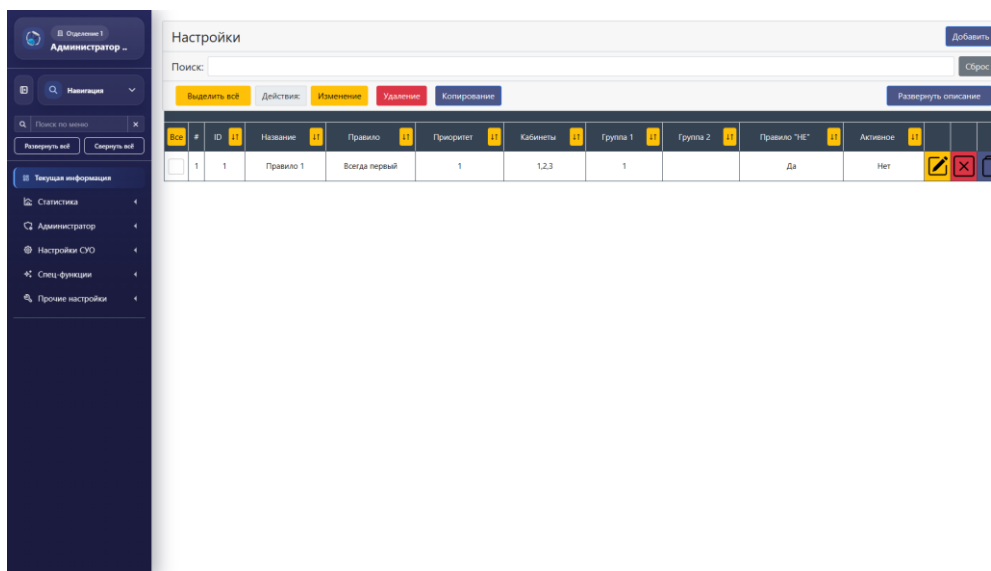 Отделение 1
Администратор ..
Навигация
Поиск по меню
Развернуть всё Свернуть всё
Текущая информация
Статистика
Администратор
Настройки СУО
Спец-функции
Прочие настройки
Настройки
Добавить
Поиск:
Сброс
Выделить всё Действия: Изменение Удаление Копирование Развернуть описание
Все # ID Название Правило Приоритет Кабинеты Группа 1 Группа 2 Правило "НЕ" Активное
1 1 Правило 1 Всегда первый 1 1,2,3 1 Да Нет